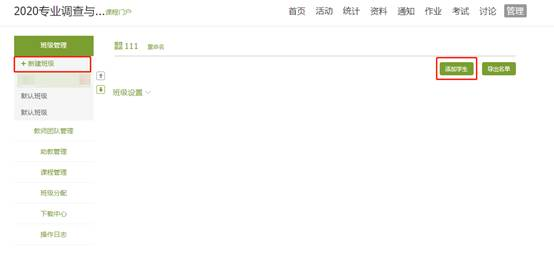 2020专业调查与...课程门户
首页 活动 统计 资料 通知 作业 考试 讨论 管理
班级管理
+ 新建班级
默认班级
默认班级
教师团队管理
助教管理
课程管理
班级分配
下载中心
操作日志
111 重命名
添加学生 导出名单
班级设置